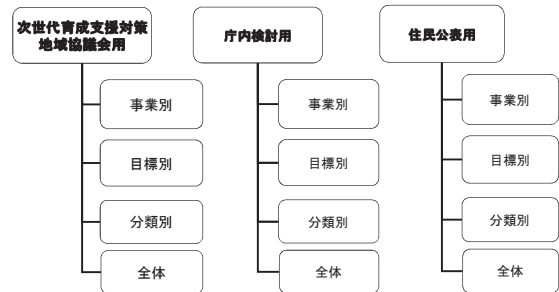 次世代育成支援対策
地域協議会用
事業別
目標別
分類別
全体
庁内検討用
事業別
目標別
分類別
全体
住民公表用
事業別
目標別
分類別
全体